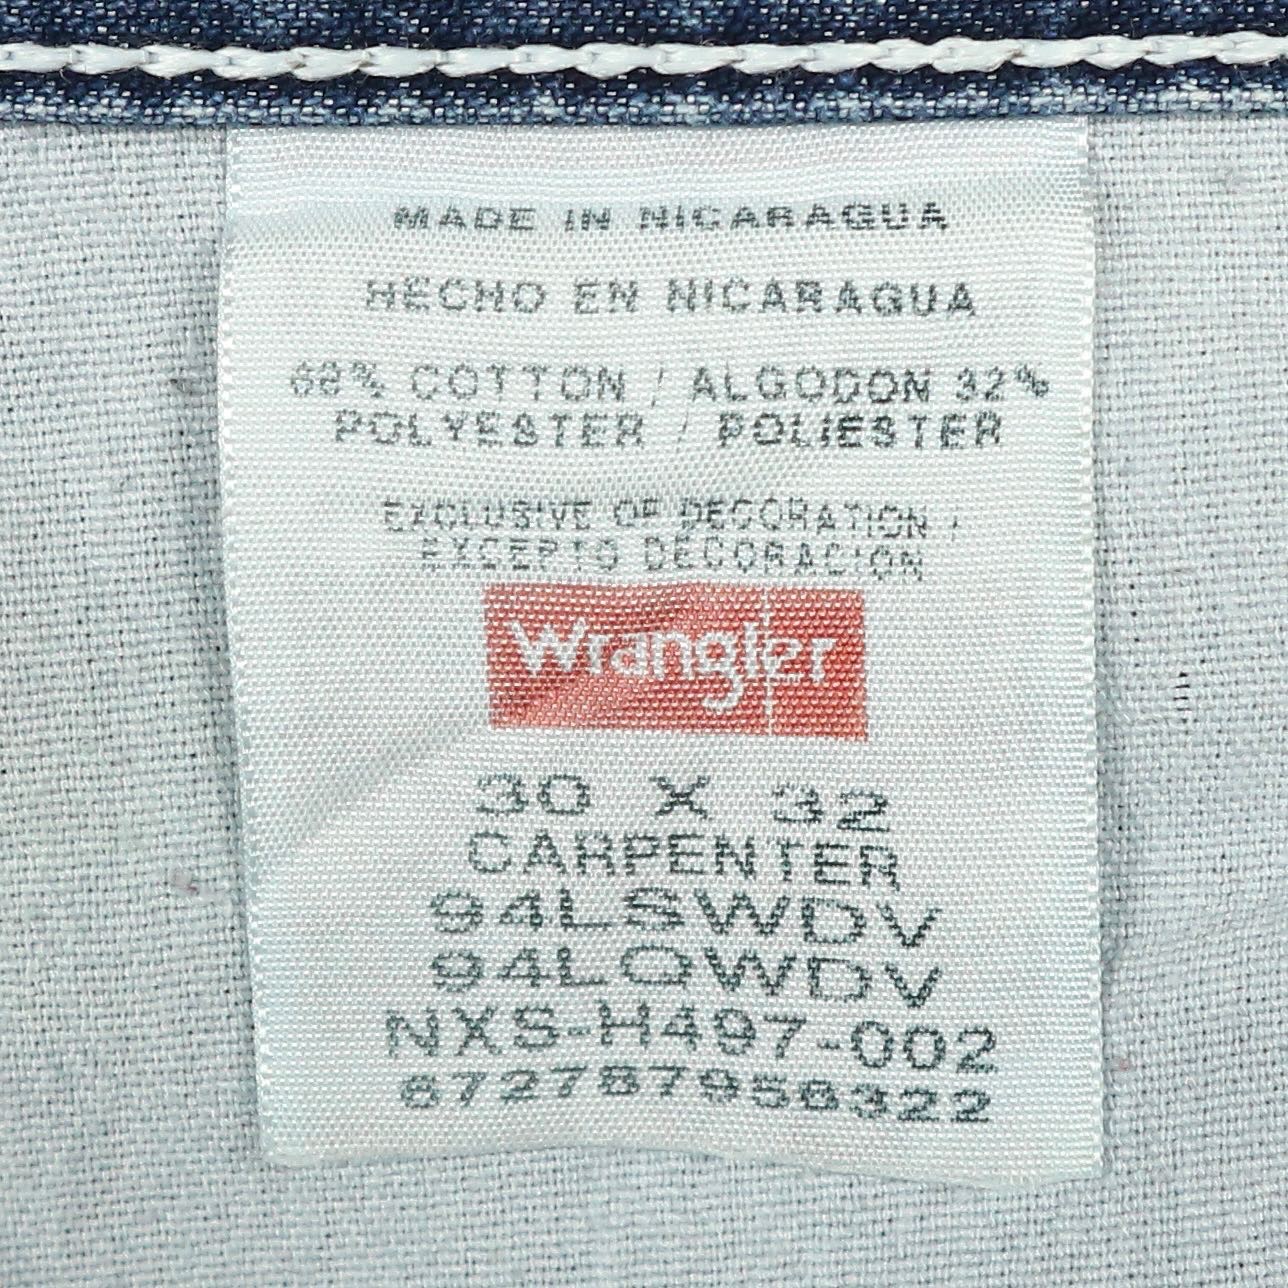 MADE IN NICARAGUA
HECHO EN NICARAGUA
68% COTTON / ALGODON 32%
POLYESTER / POLIESTER
EXCLUSIVE OF DECORATION /
EXCEPTO DECORACION
Wrangler
30 X 32
CARPENTER
94LSWDV
94LQWDV
NXS-H497-002